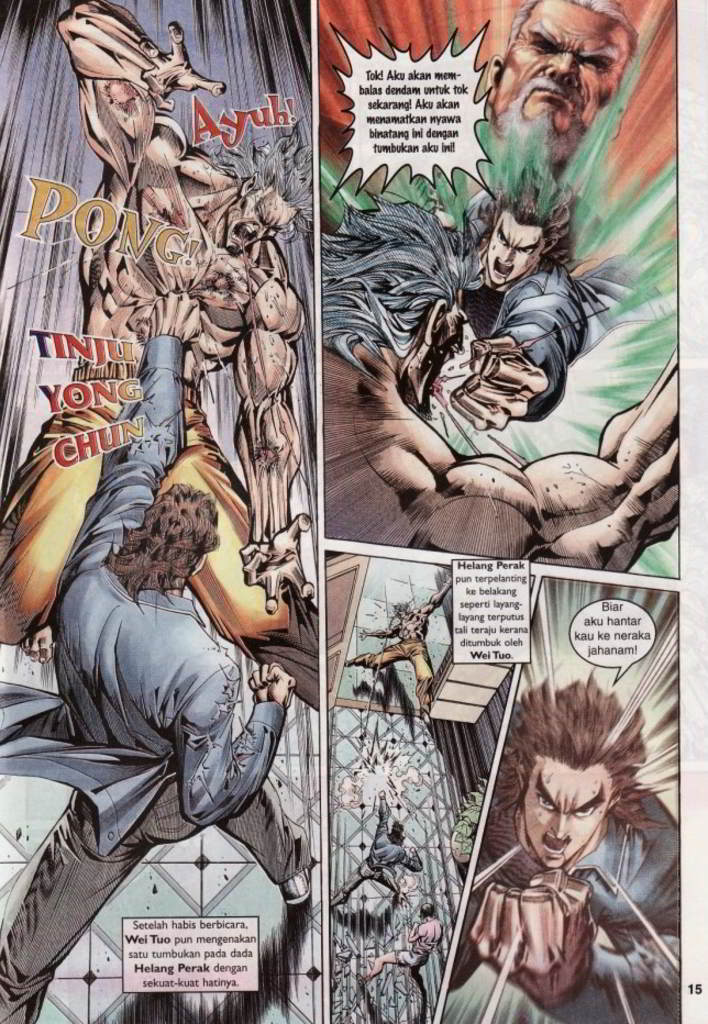 Ayuh!
PONG!
TINJU
YONG
CHUN
Setelah habis berbicara,
Wei Tuo pun mengenakan
satu tumbukan pada dada
Helang Perak dengan
sekuat-kuat hatinya.
Tok! Aku akan mem-
balas dendam untuk tok
sekarang! Aku akan
menamatkan nyawa
binatang ini dengan
tumbukan aku ini!
Helang Perak
pun terpelanting
ke belakang
seperti layang-
layang terputus
tali teraju kerana
ditumbuk oleh
Wei Tuo.
Biar
aku hantar
kau ke neraka
jahanam!
15